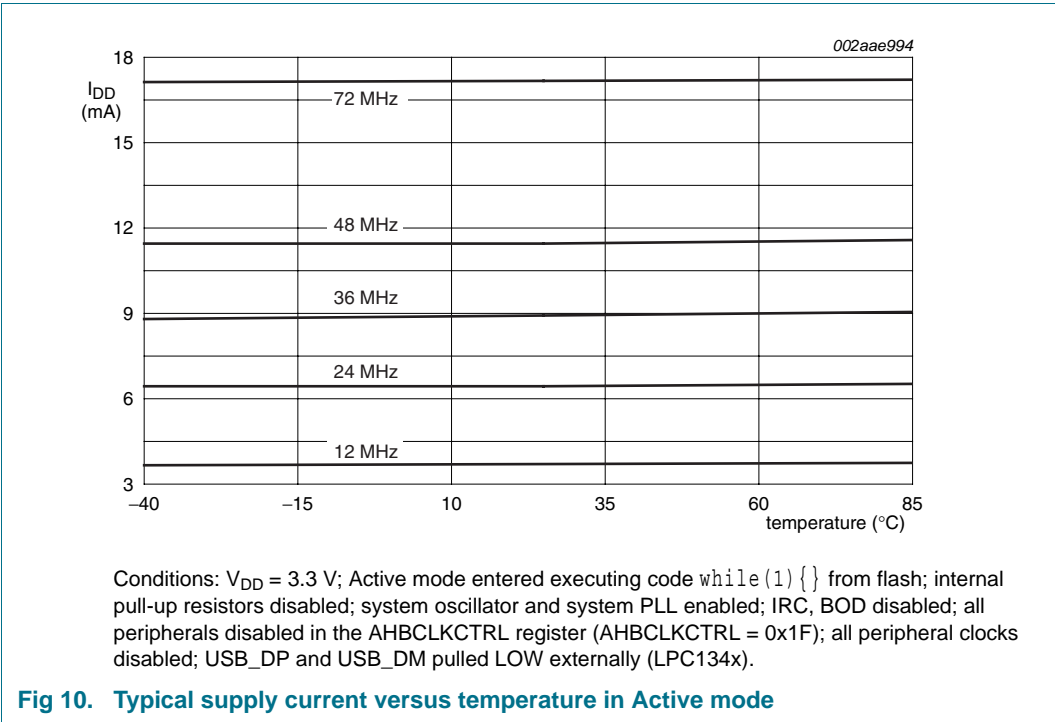 002aae994
18
I_DD
(mA)
72 MHz
15
12
48 MHz
36 MHz
9
24 MHz
6
12 MHz
3
−40 −15 10 35 60 85
temperature (°C)
Conditions: V_DD = 3.3 V; Active mode entered executing code while(1){} from flash; internal
pull-up resistors disabled; system oscillator and system PLL enabled; IRC, BOD disabled; all
peripherals disabled in the AHBCLKCTRL register (AHBCLKCTRL = 0x1F); all peripheral clocks
disabled; USB_DP and USB_DM pulled LOW externally (LPC134x).
Fig 10. Typical supply current versus temperature in Active mode